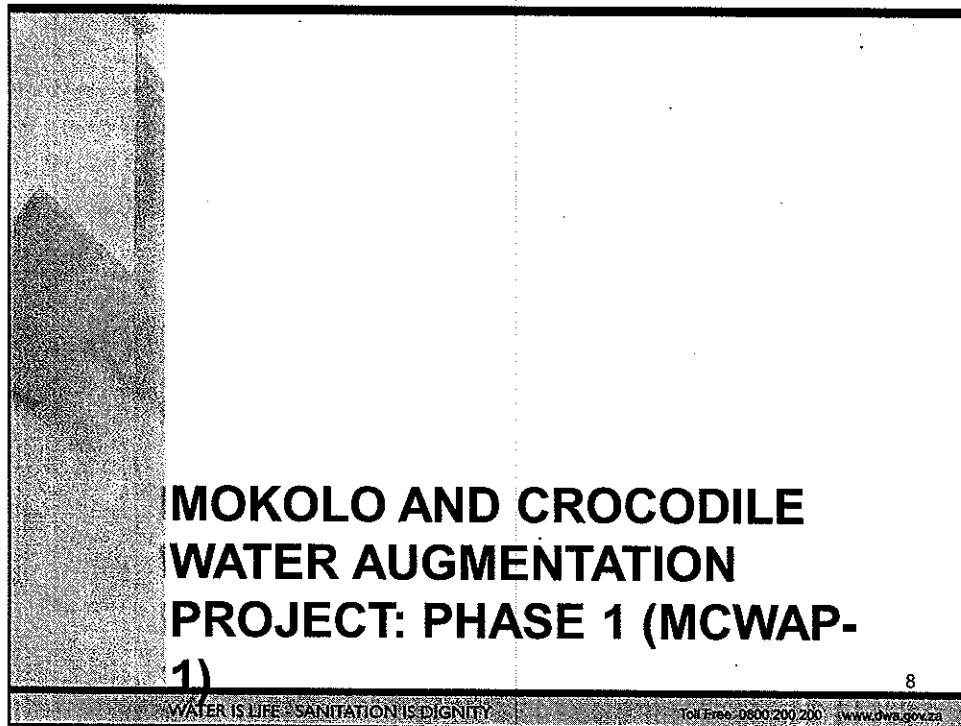 MOKOLO AND CROCODILE
WATER AUGMENTATION
PROJECT: PHASE 1 (MCWAP-
1)
8
WATER IS LIFE - SANITATION IS DIGNITY
Toll Free: 0800 200 200
www.dwa.gov.za